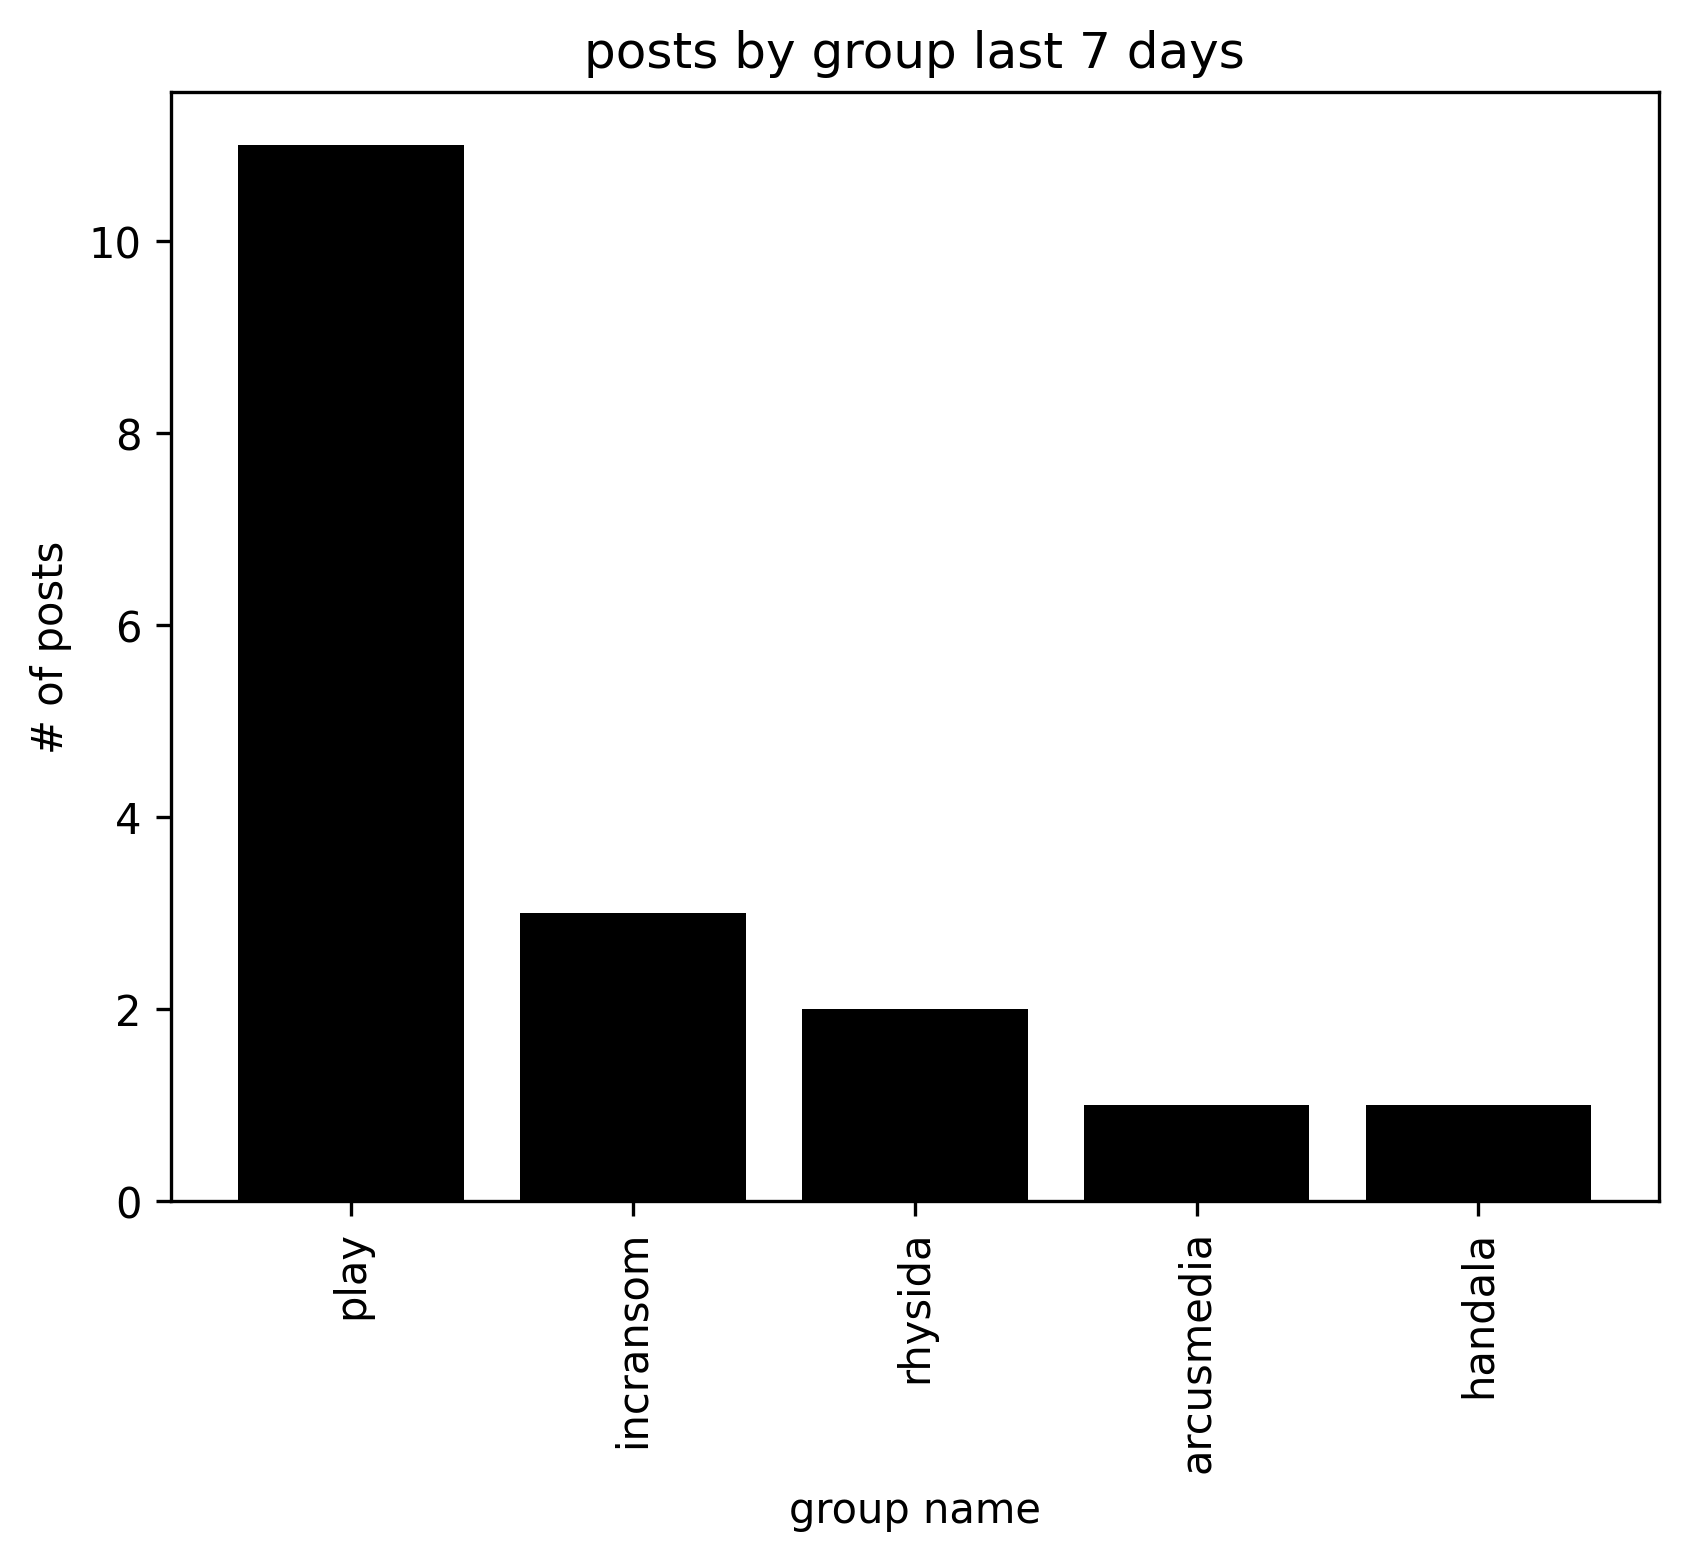 posts by group last 7 days
# of posts
10
8
6
4
2
0
play
incransom
rhysida
arcusmedia
handala
group name